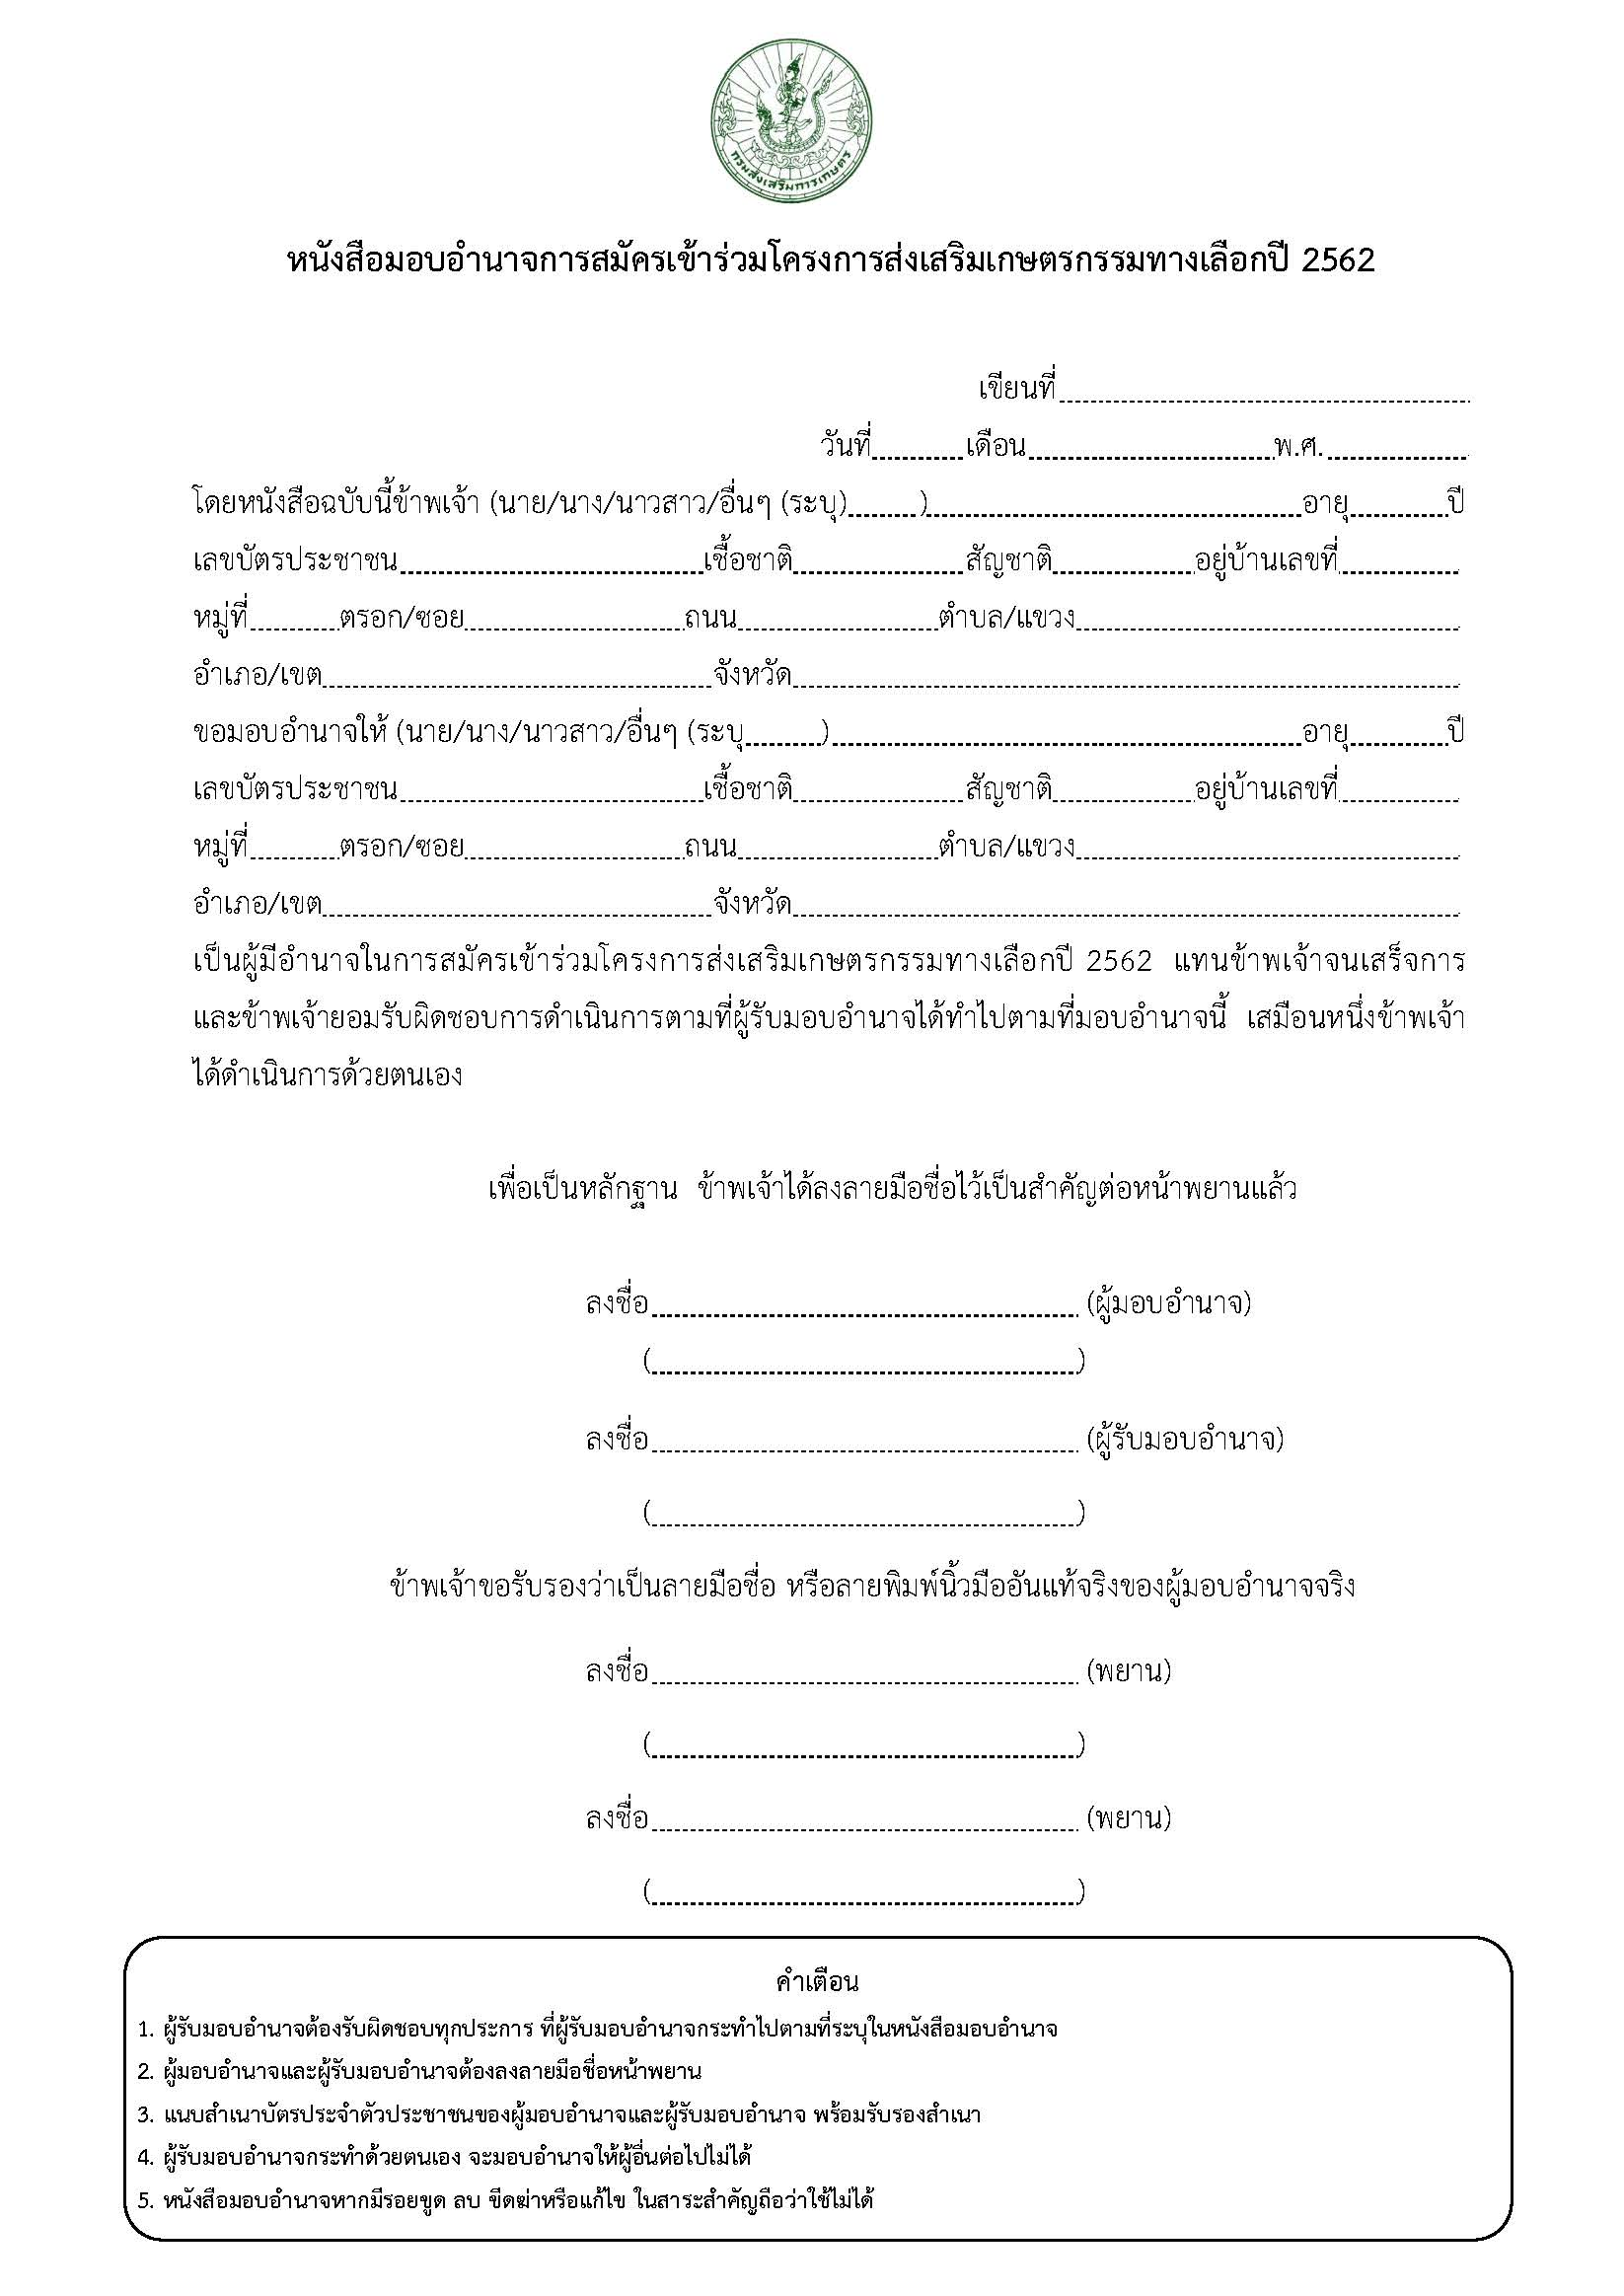 กรมส่งเสริมการเกษตร
หนังสือมอบอำนาจการสมัครเข้าร่วมโครงการส่งเสริมเกษตรกรรมทางเลือกปี 2562
เขียนที่
วันที่ เดือน พ.ศ.
โดยหนังสือฉบับนี้ข้าพเจ้า (นาย/นาง/นาวสาว/อื่นๆ (ระบุ) ) อายุ ปี
เลขบัตรประชาชน เชื้อชาติ สัญชาติ อยู่บ้านเลขที่
หมู่ที่ ตรอก/ซอย ถนน ตำบล/แขวง
อำเภอ/เขต จังหวัด
ขอมอบอำนาจให้ (นาย/นาง/นาวสาว/อื่นๆ (ระบุ ) อายุ ปี
เลขบัตรประชาชน เชื้อชาติ สัญชาติ อยู่บ้านเลขที่
หมู่ที่ ตรอก/ซอย ถนน ตำบล/แขวง
อำเภอ/เขต จังหวัด
เป็นผู้มีอำนาจในการสมัครเข้าร่วมโครงการส่งเสริมเกษตรกรรมทางเลือกปี 2562 แทนข้าพเจ้าจนเสร็จการ
และข้าพเจ้ายอมรับผิดชอบการดำเนินการตามที่ผู้รับมอบอำนาจได้ทำไปตามที่มอบอำนาจนี้ เสมือนหนึ่งข้าพเจ้า
ได้ดำเนินการด้วยตนเอง
เพื่อเป็นหลักฐาน ข้าพเจ้าได้ลงลายมือชื่อไว้เป็นสำคัญต่อหน้าพยานแล้ว
ลงชื่อ (ผู้มอบอำนาจ)
( )
ลงชื่อ (ผู้รับมอบอำนาจ)
( )
ข้าพเจ้าขอรับรองว่าเป็นลายมือชื่อ หรือลายพิมพ์นิ้วมืออันแท้จริงของผู้มอบอำนาจจริง
ลงชื่อ (พยาน)
( )
ลงชื่อ (พยาน)
( )
คำเตือน
1. ผู้รับมอบอำนาจต้องรับผิดชอบทุกประการ ที่ผู้รับมอบอำนาจกระทำไปตามที่ระบุในหนังสือมอบอำนาจ
2. ผู้มอบอำนาจและผู้รับมอบอำนาจต้องลงลายมือชื่อหน้าพยาน
3. แนบสำเนาบัตรประจำตัวประชาชนของผู้มอบอำนาจและผู้รับมอบอำนาจ พร้อมรับรองสำเนา
4. ผู้รับมอบอำนาจกระทำด้วยตนเอง จะมอบอำนาจให้ผู้อื่นต่อไปไม่ได้
5. หนังสือมอบอำนาจหากมีรอยขูด ลบ ขีดฆ่าหรือแก้ไข ในสาระสำคัญถือว่าใช้ไม่ได้